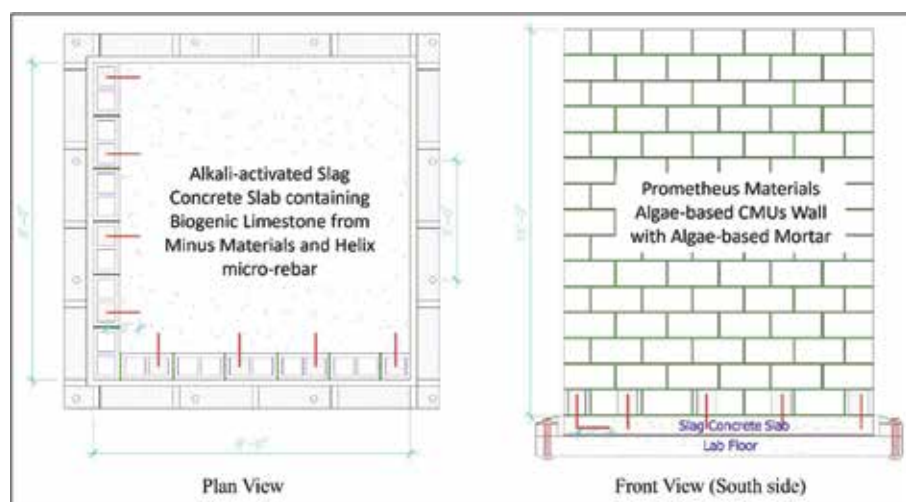 Alkali-activated Slag
Concrete Slab containing
Biogenic Limestone from
Minus Materials and Helix
micro-rebar
Plan View
Prometheus Materials
Algae-based CMUs Wall
with Algae-based Mortar
Slag Concrete Slab
Lab Floor
Front View (South side)